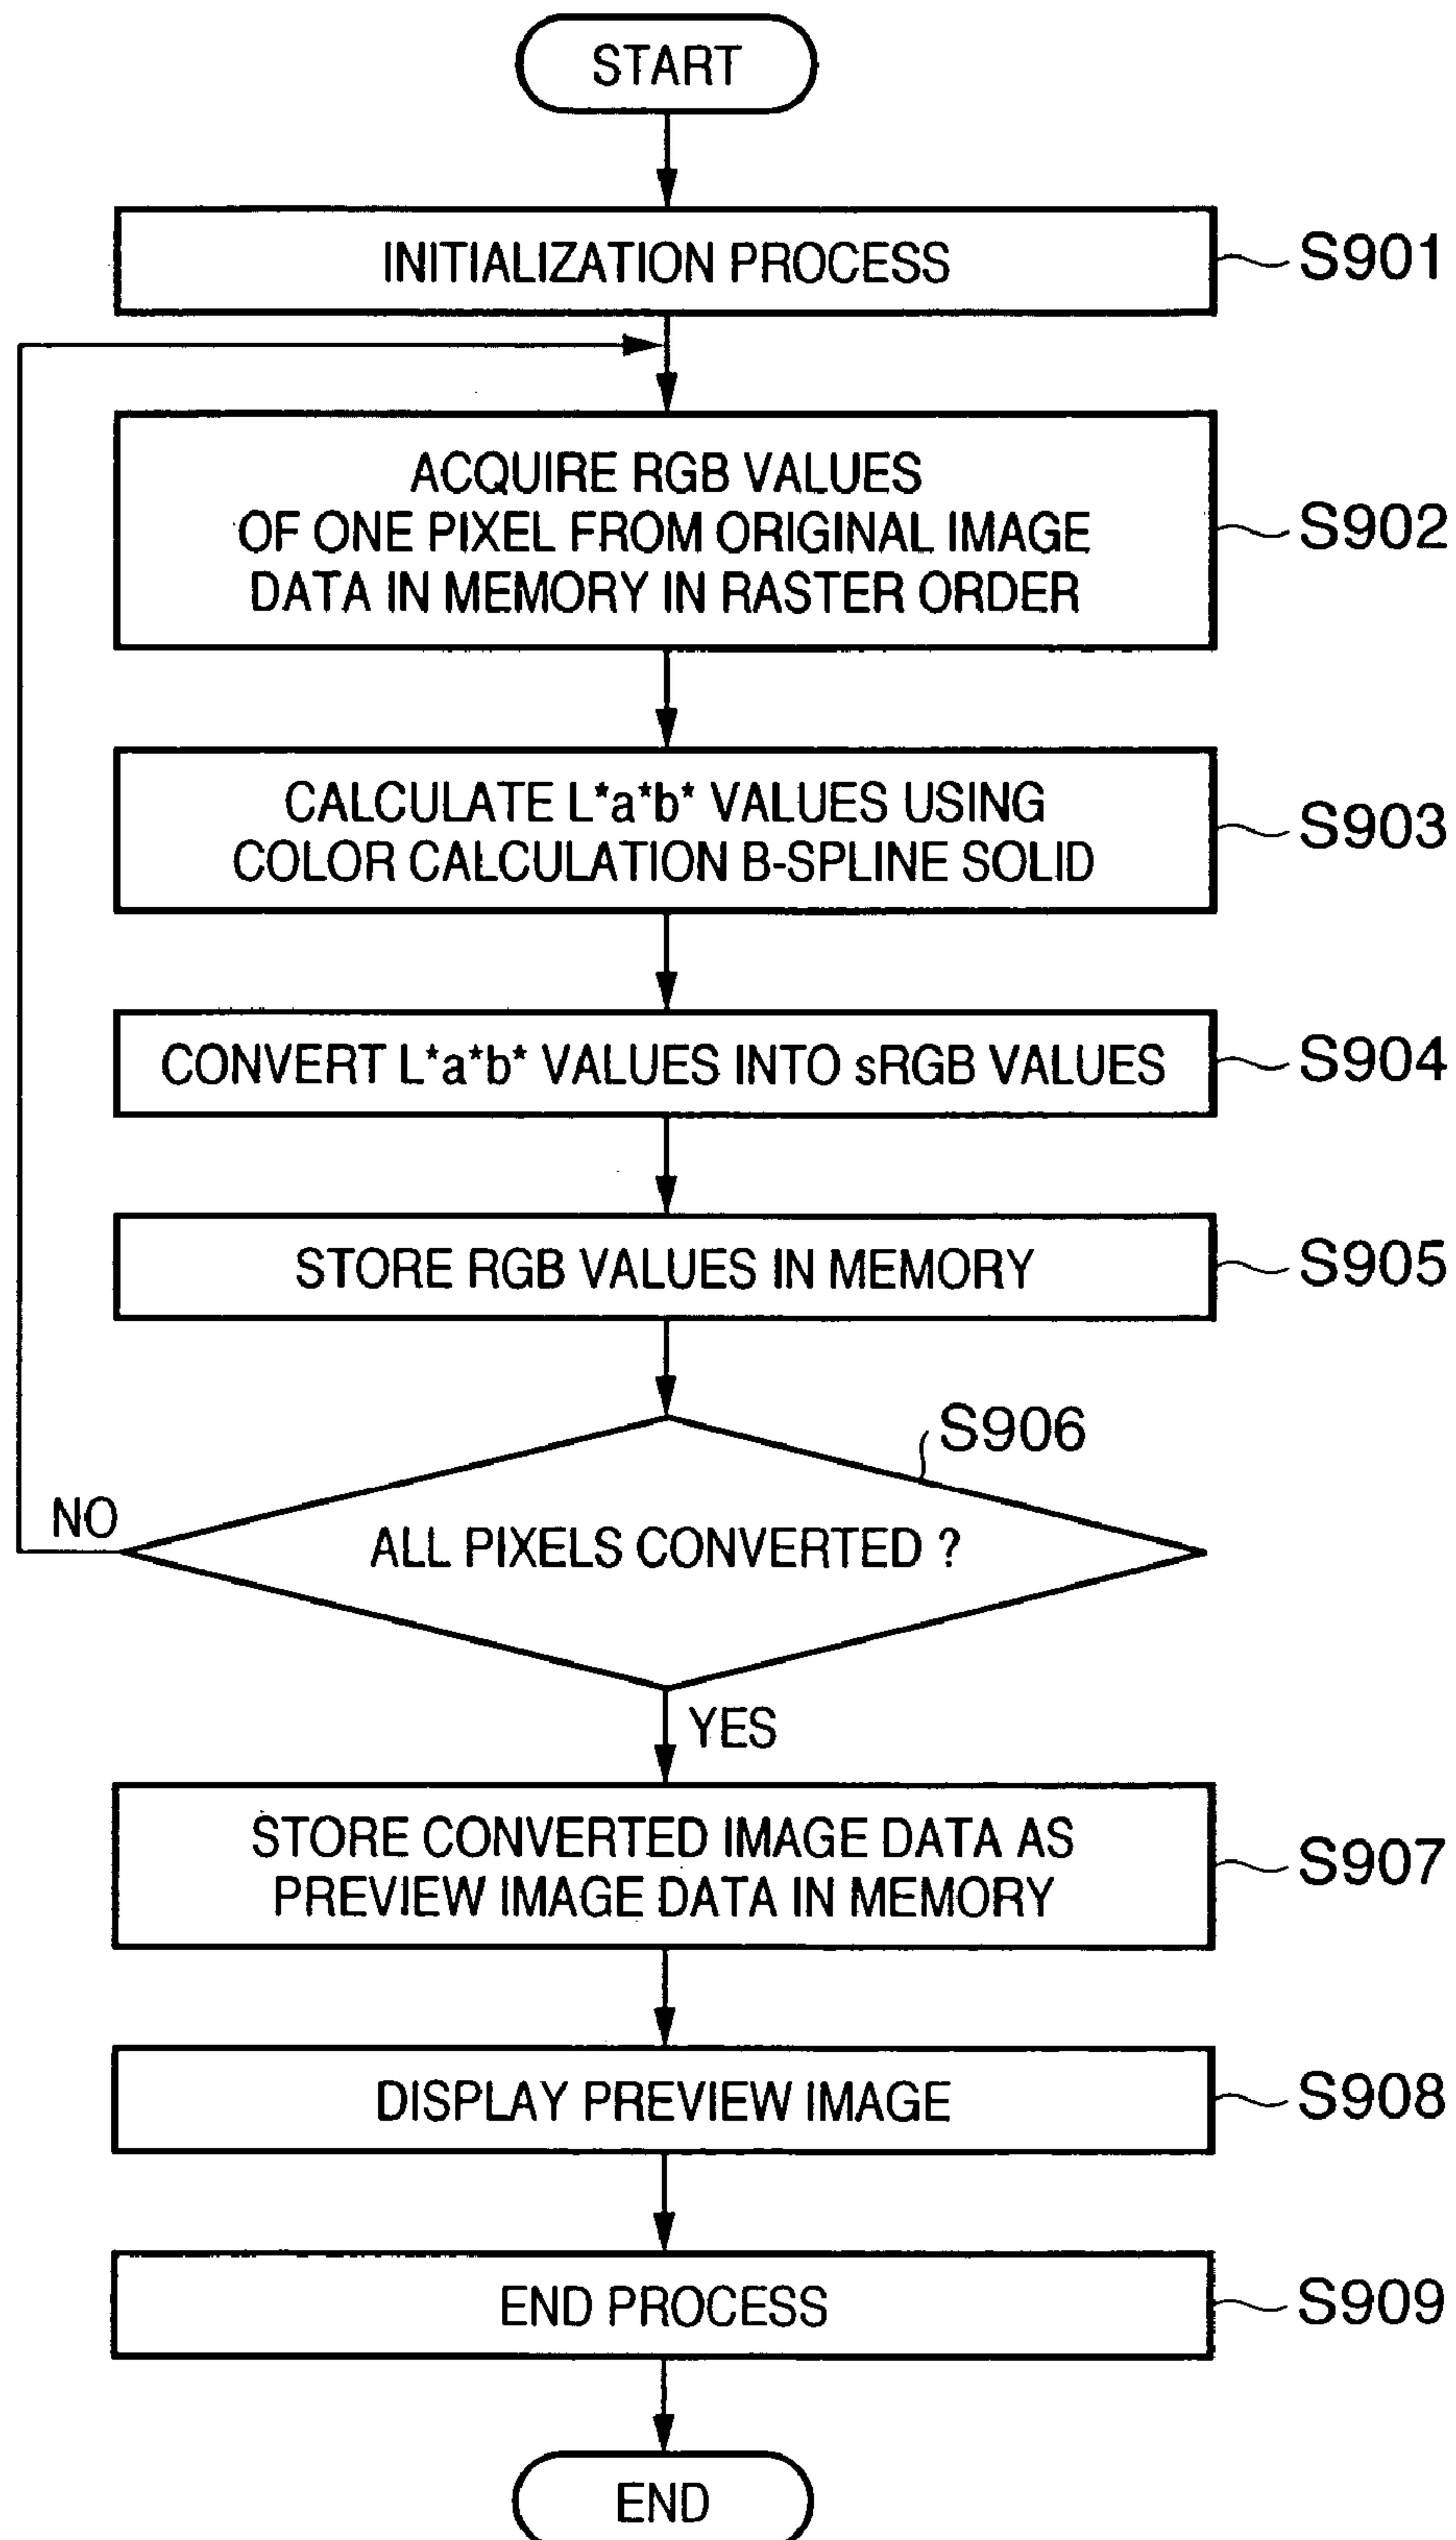 START
INITIALIZATION PROCESS
S901
ACQUIRE RGB VALUES
OF ONE PIXEL FROM ORIGINAL IMAGE
DATA IN MEMORY IN RASTER ORDER
S902
CALCULATE L*a*b* VALUES USING
COLOR CALCULATION B-SPLINE SOLID
S903
CONVERT L*a*b* VALUES INTO sRGB VALUES
S904
STORE RGB VALUES IN MEMORY
S905
S906
ALL PIXELS CONVERTED ?
NO
YES
STORE CONVERTED IMAGE DATA AS
PREVIEW IMAGE DATA IN MEMORY
S907
DISPLAY PREVIEW IMAGE
S908
END PROCESS
S909
END